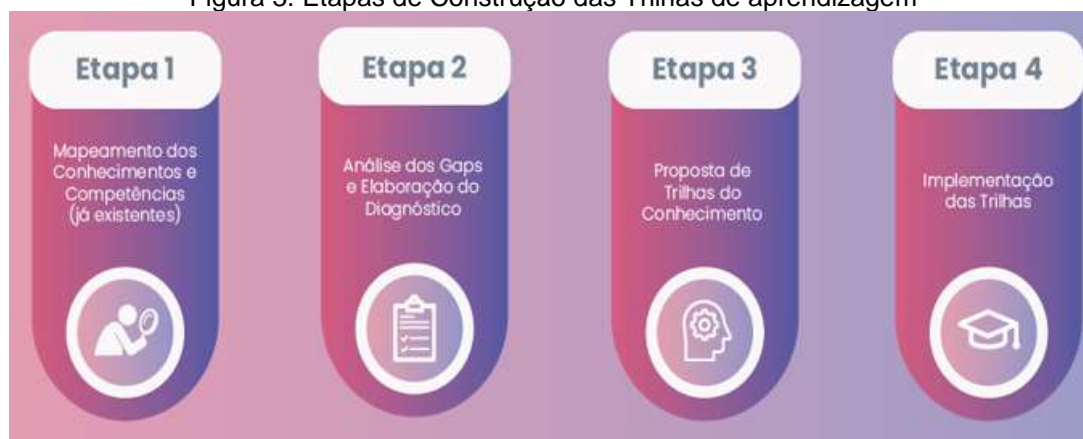 Figura 3. Etapas de Construção das Trilhas de aprendizagem
Etapa 1
Mapeamento dos
Conhecimentos e
Competências
(já existentes)
Etapa 2
Análise dos Gaps
e Elaboração do
Diagnóstico
Etapa 3
Proposta de
Trilhas do
Conhecimento
Etapa 4
Implementação
das Trilhas